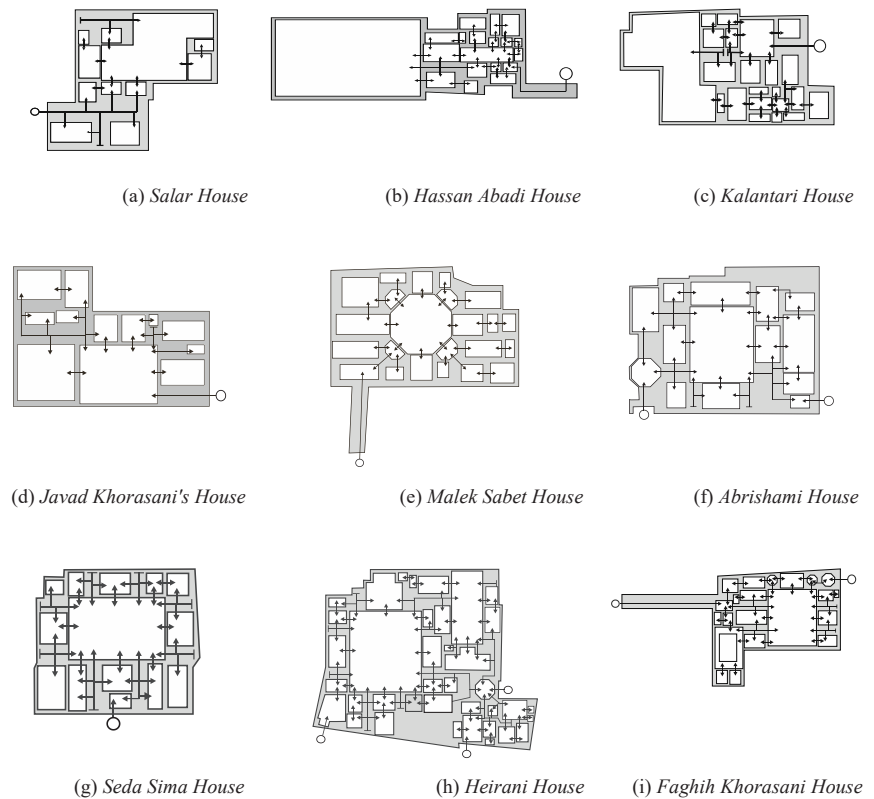 (a) Salar House
(b) Hassan Abadi House
(c) Kalantari House
(d) Javad Khorasani's House
(e) Malek Sabet House
(f) Abrishami House
(g) Seda Sima House
(h) Heirani House
(i) Faghih Khorasani House